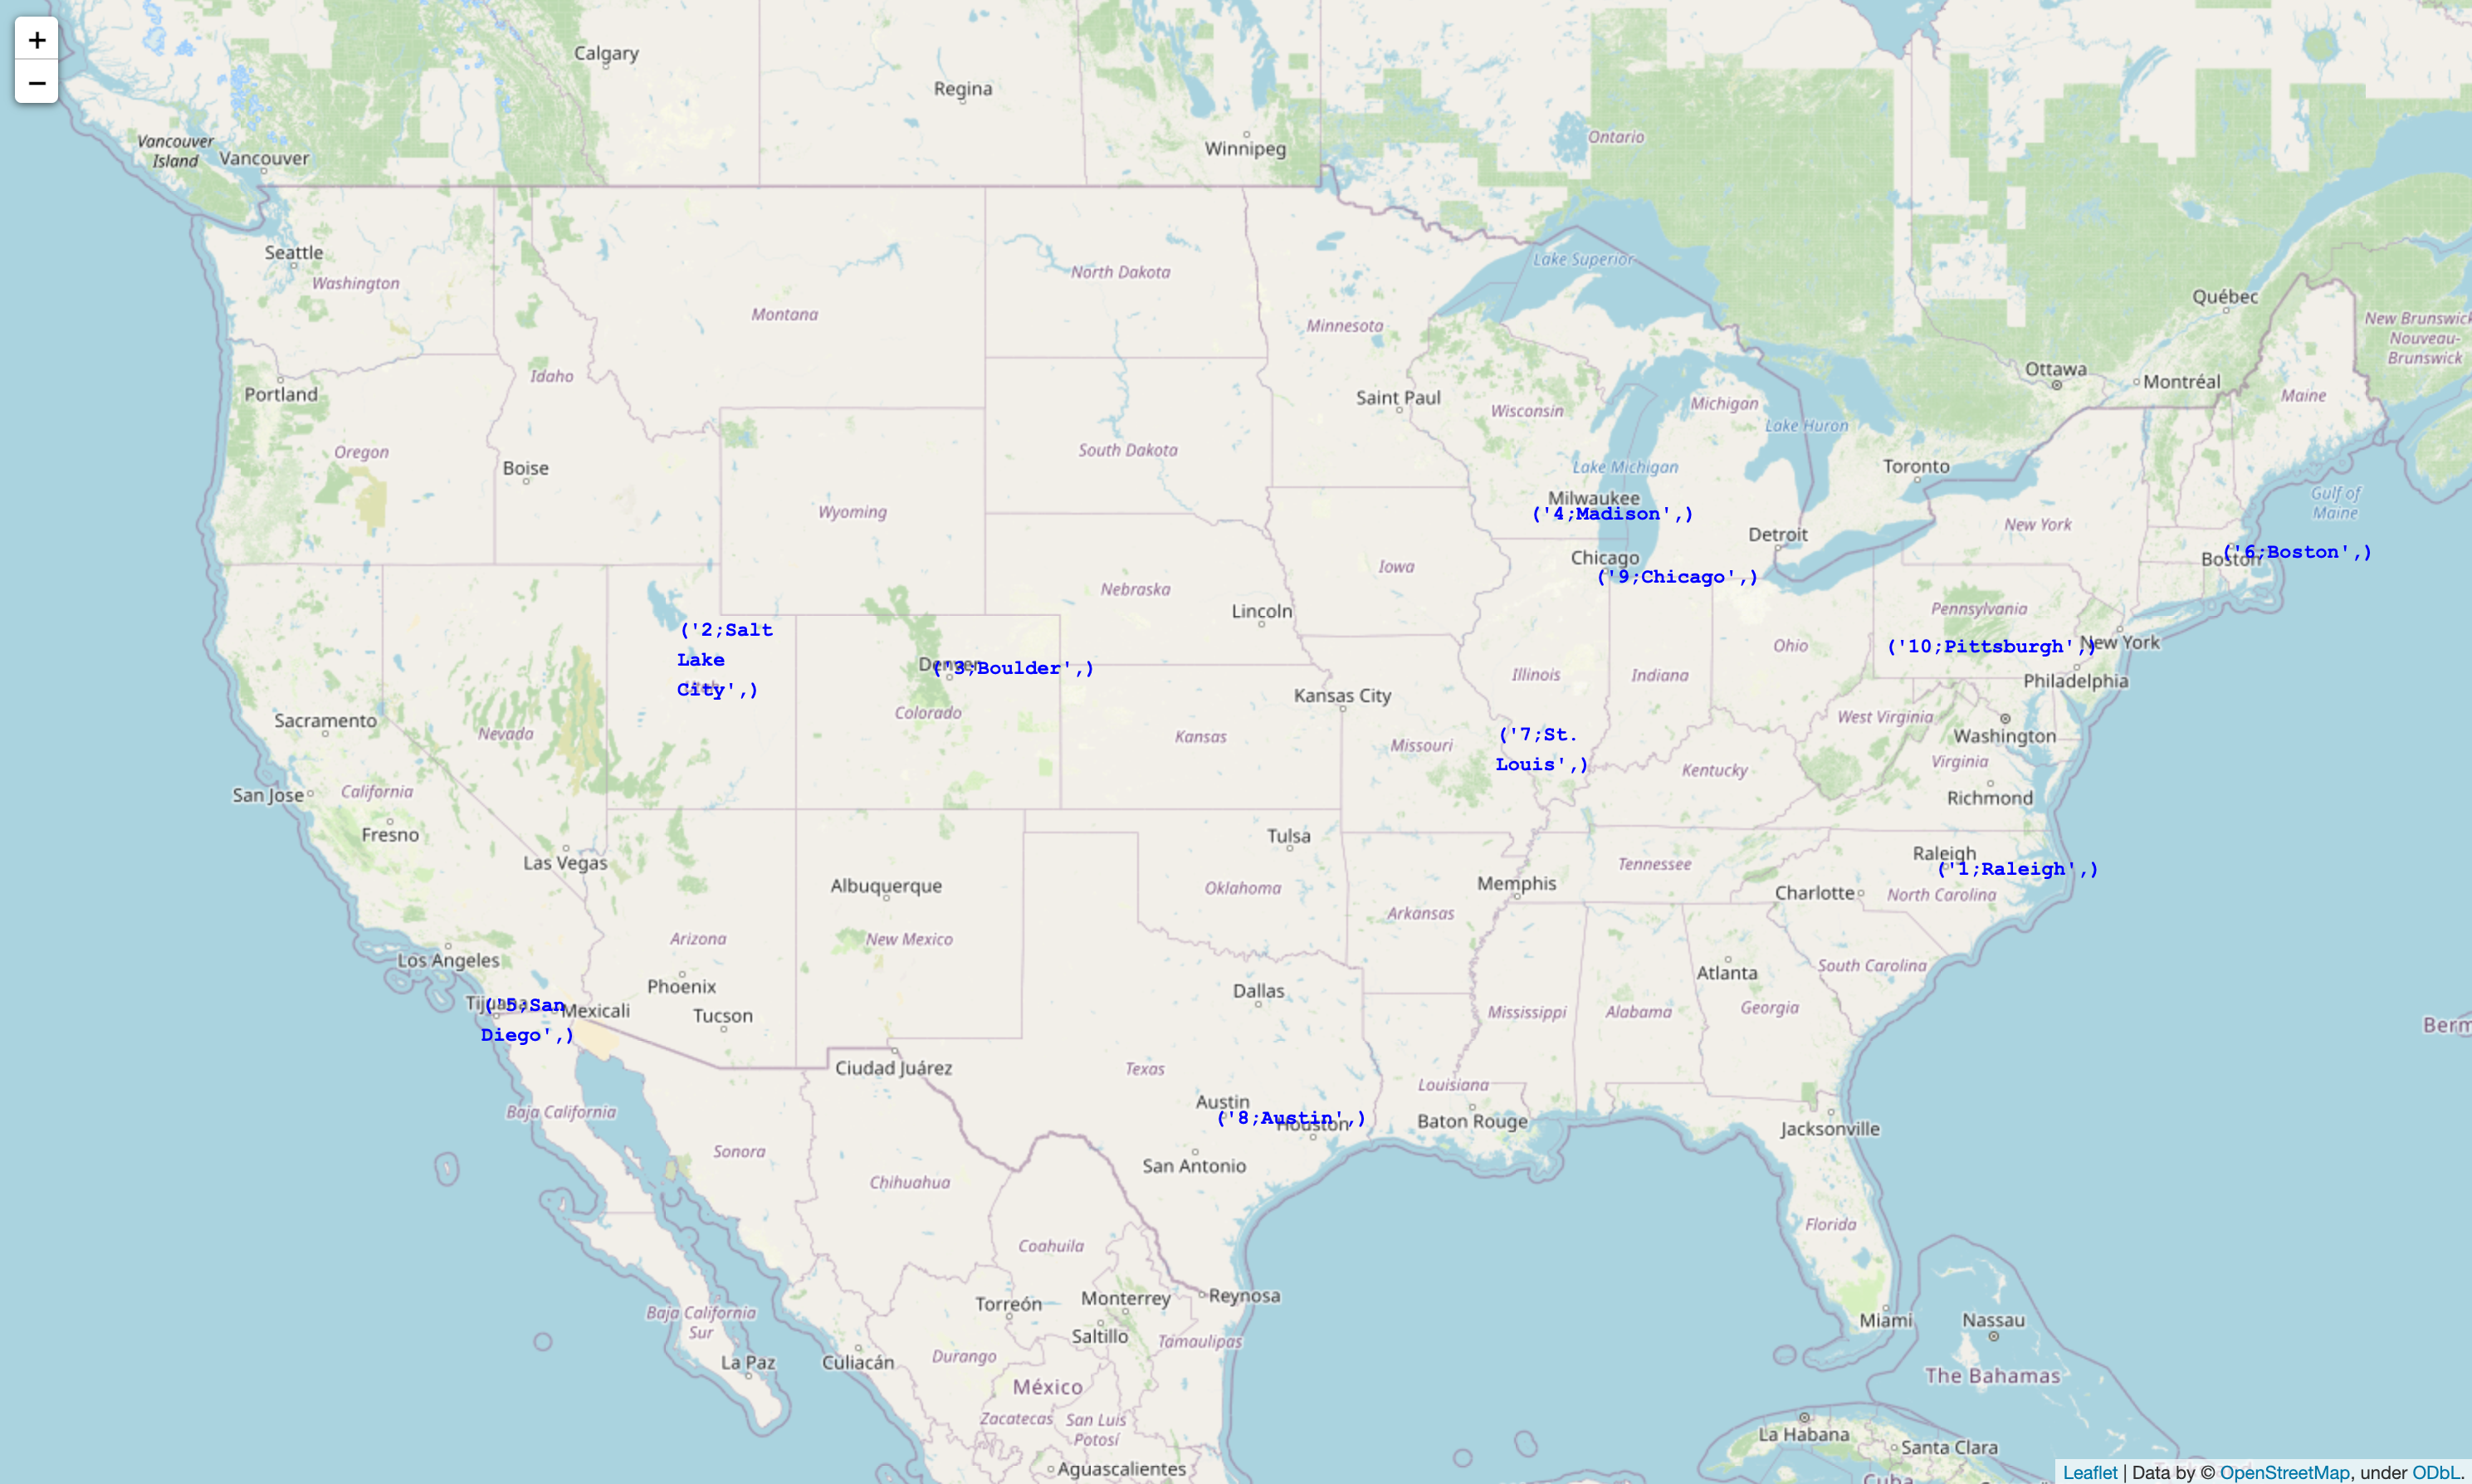 +
−
Calgary
Regina
Winnipeg
Ontario
Vancouver
Island
Vancouver
Seattle
Washington
North Dakota
Lake Superior
Montana
Minnesota
Québec
New Brunswick
Nouveau-
Brunswick
Idaho
Portland
Saint Paul
Wisconsin
Michigan
Lake Huron
Ottawa
Montréal
Maine
Oregon
Boise
South Dakota
Lake Michigan
Toronto
Gulf of
Maine
Wyoming
Milwaukee
('4;Madison',)
Detroit
New York
Chicago
('9;Chicago',)
Boston
('6;Boston',)
Iowa
Nebraska
Lincoln
Pennsylvania
('2;Salt
Lake
City',)
Utah
Denver
('3;Boulder',)
Colorado
Ohio
('10;Pittsburgh',)
New York
Illinois
Indiana
Kansas City
Philadelphia
Sacramento
Nevada
Kansas
Missouri
('7;St.
Louis',)
West Virginia
Washington
Virginia
Kentucky
San Jose
California
Richmond
Fresno
Las Vegas
Tulsa
Tennessee
Raleigh
('1;Raleigh',)
Albuquerque
Oklahoma
Memphis
Charlotte
North Carolina
Arkansas
Arizona
New Mexico
Los Angeles
Phoenix
Dallas
Atlanta
South Carolina
Tijuana
('5;San
Diego',)
Mexicali
Tucson
Mississippi
Alabama
Georgia
Berm
Ciudad Juárez
Texas
Louisiana
Baja California
Austin
('8;Austin',)
Houston
Baton Rouge
Jacksonville
Sonora
San Antonio
Chihuahua
Florida
Coahuila
Torreón
Monterrey
Reynosa
Baja California
Sur
Saltillo
Tamaulipas
Miami
Nassau
La Paz
Culiacán
Durango
México
The Bahamas
Zacatecas
San Luis
Potosí
La Habana
Santa Clara
Aguascalientes
Cuba
Leaflet | Data by © OpenStreetMap, under ODbL.